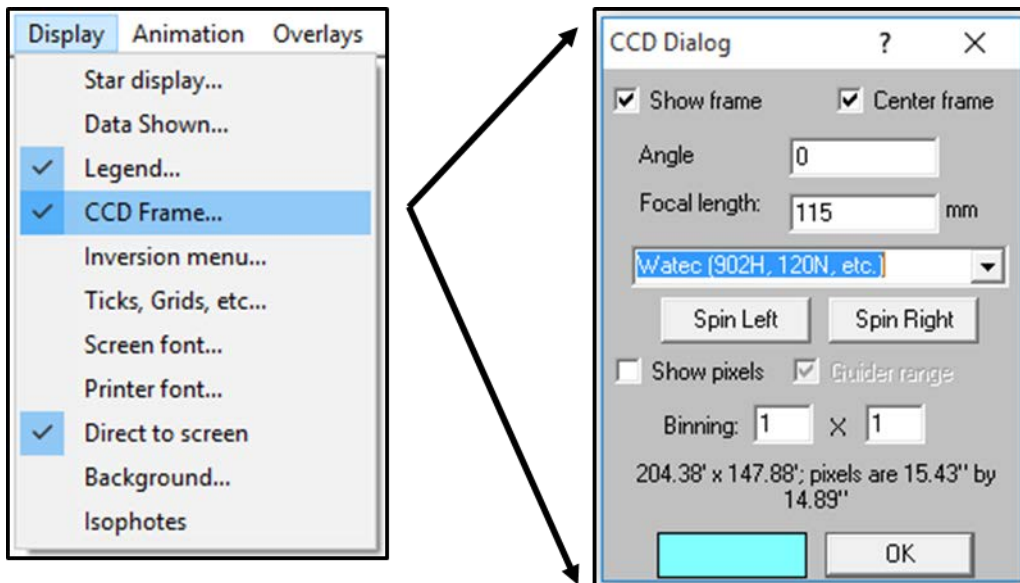 Display Animation Overlays
Star display...
Data Shown...
Legend...
CCD Frame...
Inversion menu...
Ticks, Grids, etc...
Screen font...
Printer font...
Direct to screen
Background...
Isophotes
CCD Dialog ?
Show frame Center frame
Angle 0
Focal length: 115 mm
Watec (902H, 120N, etc.)
Spin Left Spin Right
Show pixels Guider range
Binning: 1 X 1
204.38' x 147.88'; pixels are 15.43'' by
14.89''
OK